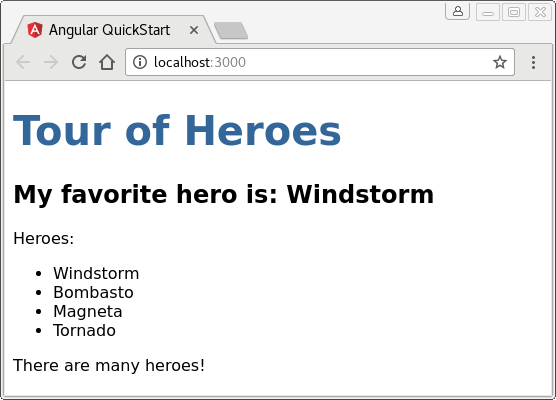 Angular QuickStart
localhost:3000
Tour of Heroes
My favorite hero is: Windstorm
Heroes:
• Windstorm
• Bombasto
• Magneta
• Tornado
There are many heroes!